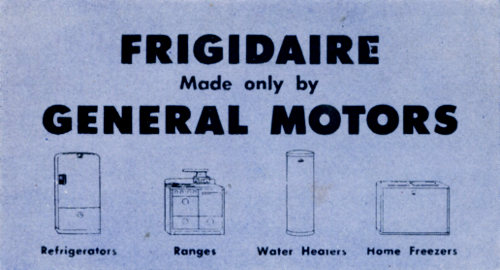 FRIGIDAIRE
Made only by
GENERAL MOTORS
Refrigerators Ranges Water Heaters Home Freezers